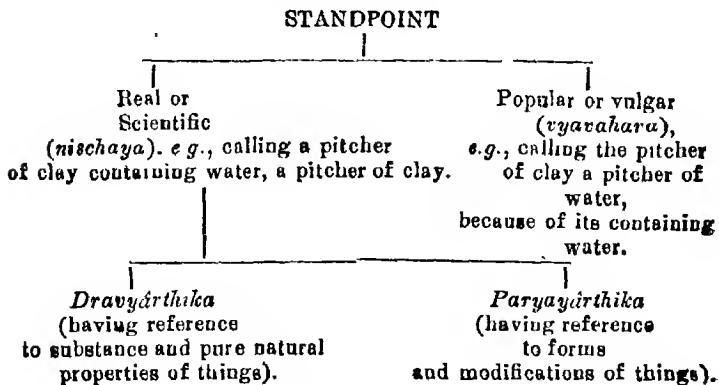 STANDPOINT
Real or
Scientific
(nischaya). e g., calling a pitcher
of clay containing water, a pitcher of clay.
Popular or vulgar
(vyavahara),
e.g., calling the pitcher
of clay a pitcher of
water,
because of its containing
water.
Dravyárthika
(having reference
to substance and pure natural
properties of things).
Paryayárthika
(having reference
to forms
and modifications of things).